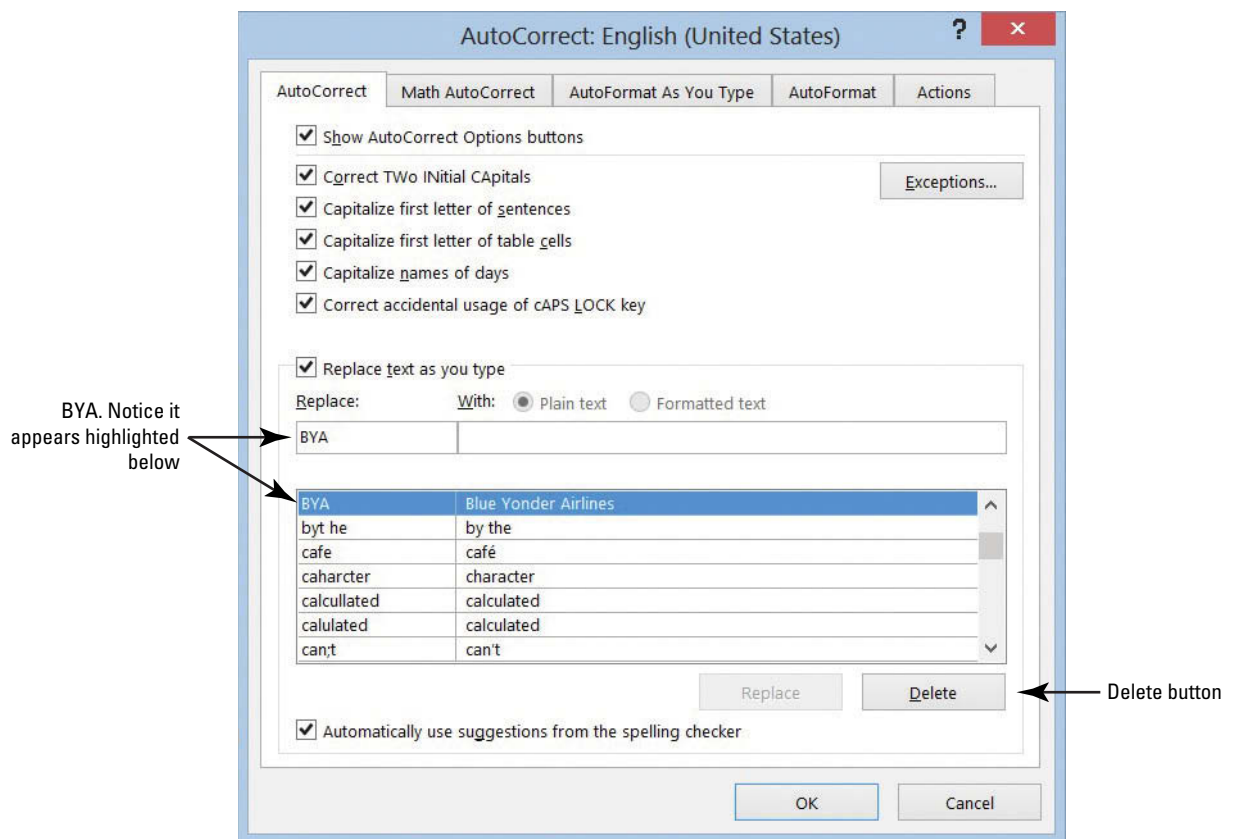 AutoCorrect: English (United States) ?
AutoCorrect Math AutoCorrect AutoFormat As You Type AutoFormat Actions
Show AutoCorrect Options buttons
Correct TWo INitial CApitals Exceptions...
Capitalize first letter of sentences
Capitalize first letter of table cells
Capitalize names of days
Correct accidental usage of cAPS LOCK key
Replace text as you type
Replace: With: Plain text Formatted text
BYA. Notice it
appears highlighted
below
BYA
BYA Blue Yonder Airlines
byt he by the
cafe café
caharcter character
calcullated calculated
calulated calculated
can;t can't
Replace Delete
Delete button
Automatically use suggestions from the spelling checker
OK Cancel